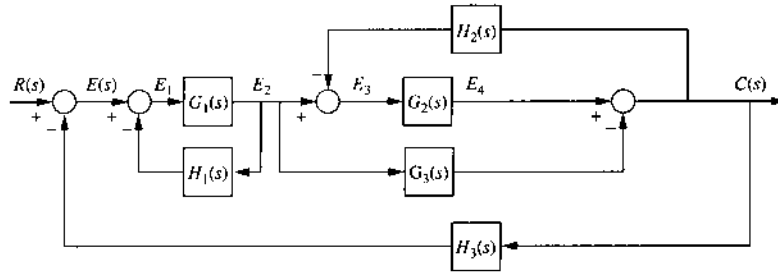 H2(s)
R(s) E(s) E1 G1(s) E2 E3 G2(s) E4 C(s)
H1(s) G3(s)
H3(s)